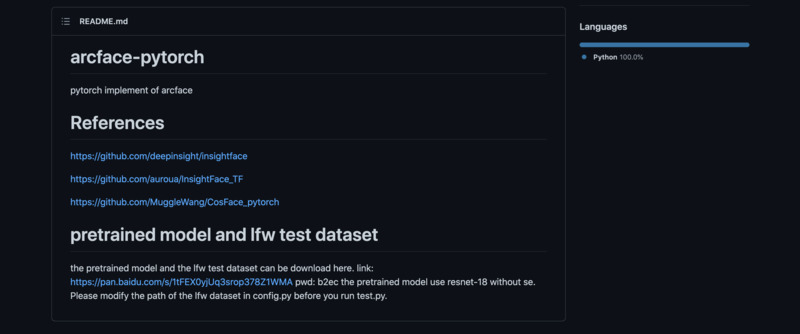 README.md
arcface-pytorch
pytorch implement of arcface
References
https://github.com/deepinsight/insightface
https://github.com/auroua/InsightFace_TF
https://github.com/MuggleWang/CosFace_pytorch
pretrained model and lfw test dataset
the pretrained model and the lfw test dataset can be download here. link:
https://pan.baidu.com/s/1tFEX0yjUq3srop378Z1WMA pwd: b2ec the pretrained model use resnet-18 without se.
Please modify the path of the lfw dataset in config.py before you run test.py.
Languages
Python 100.0%